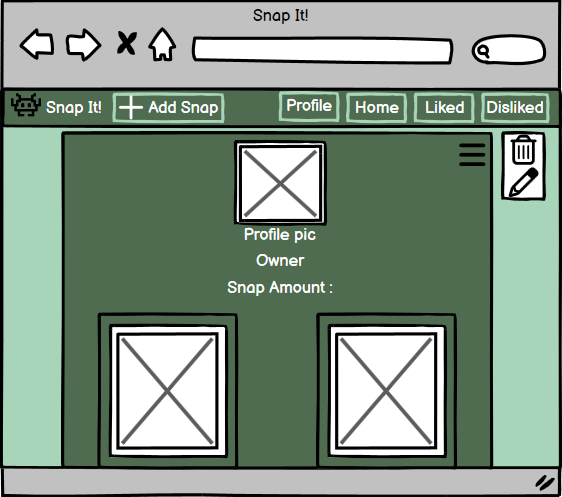 Snap It!
Snap It! Add Snap Profile Home Liked Disliked
Profile pic
Owner
Snap Amount :